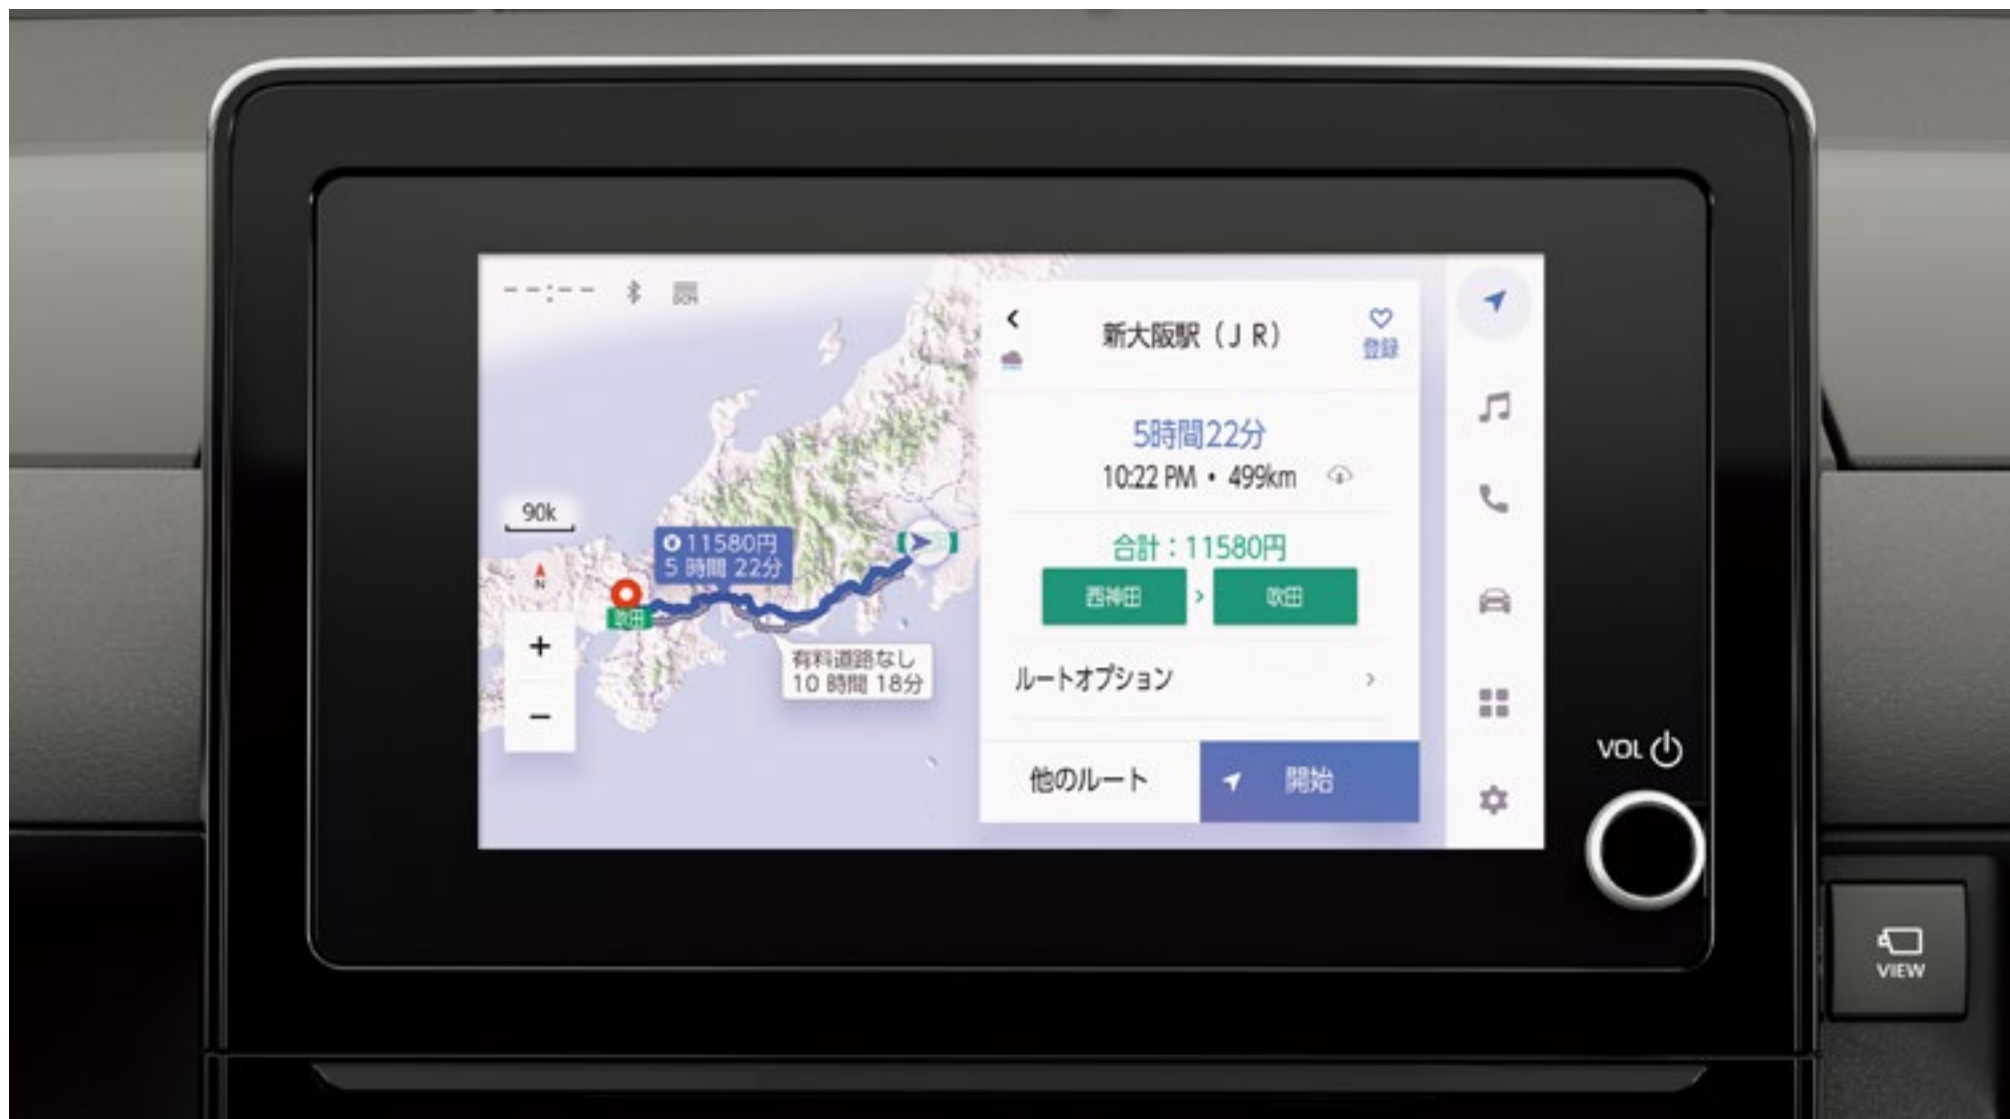 --:--
DCM
90k
N
+
−
11580円
5 時間 22分
吹田
有料道路なし
10 時間 18分
新大阪駅（ＪＲ）
登録
5時間22分
10:22 PM・499km
合計：11580円
西神田
吹田
ルートオプション
他のルート
開始
VOL
VIEW